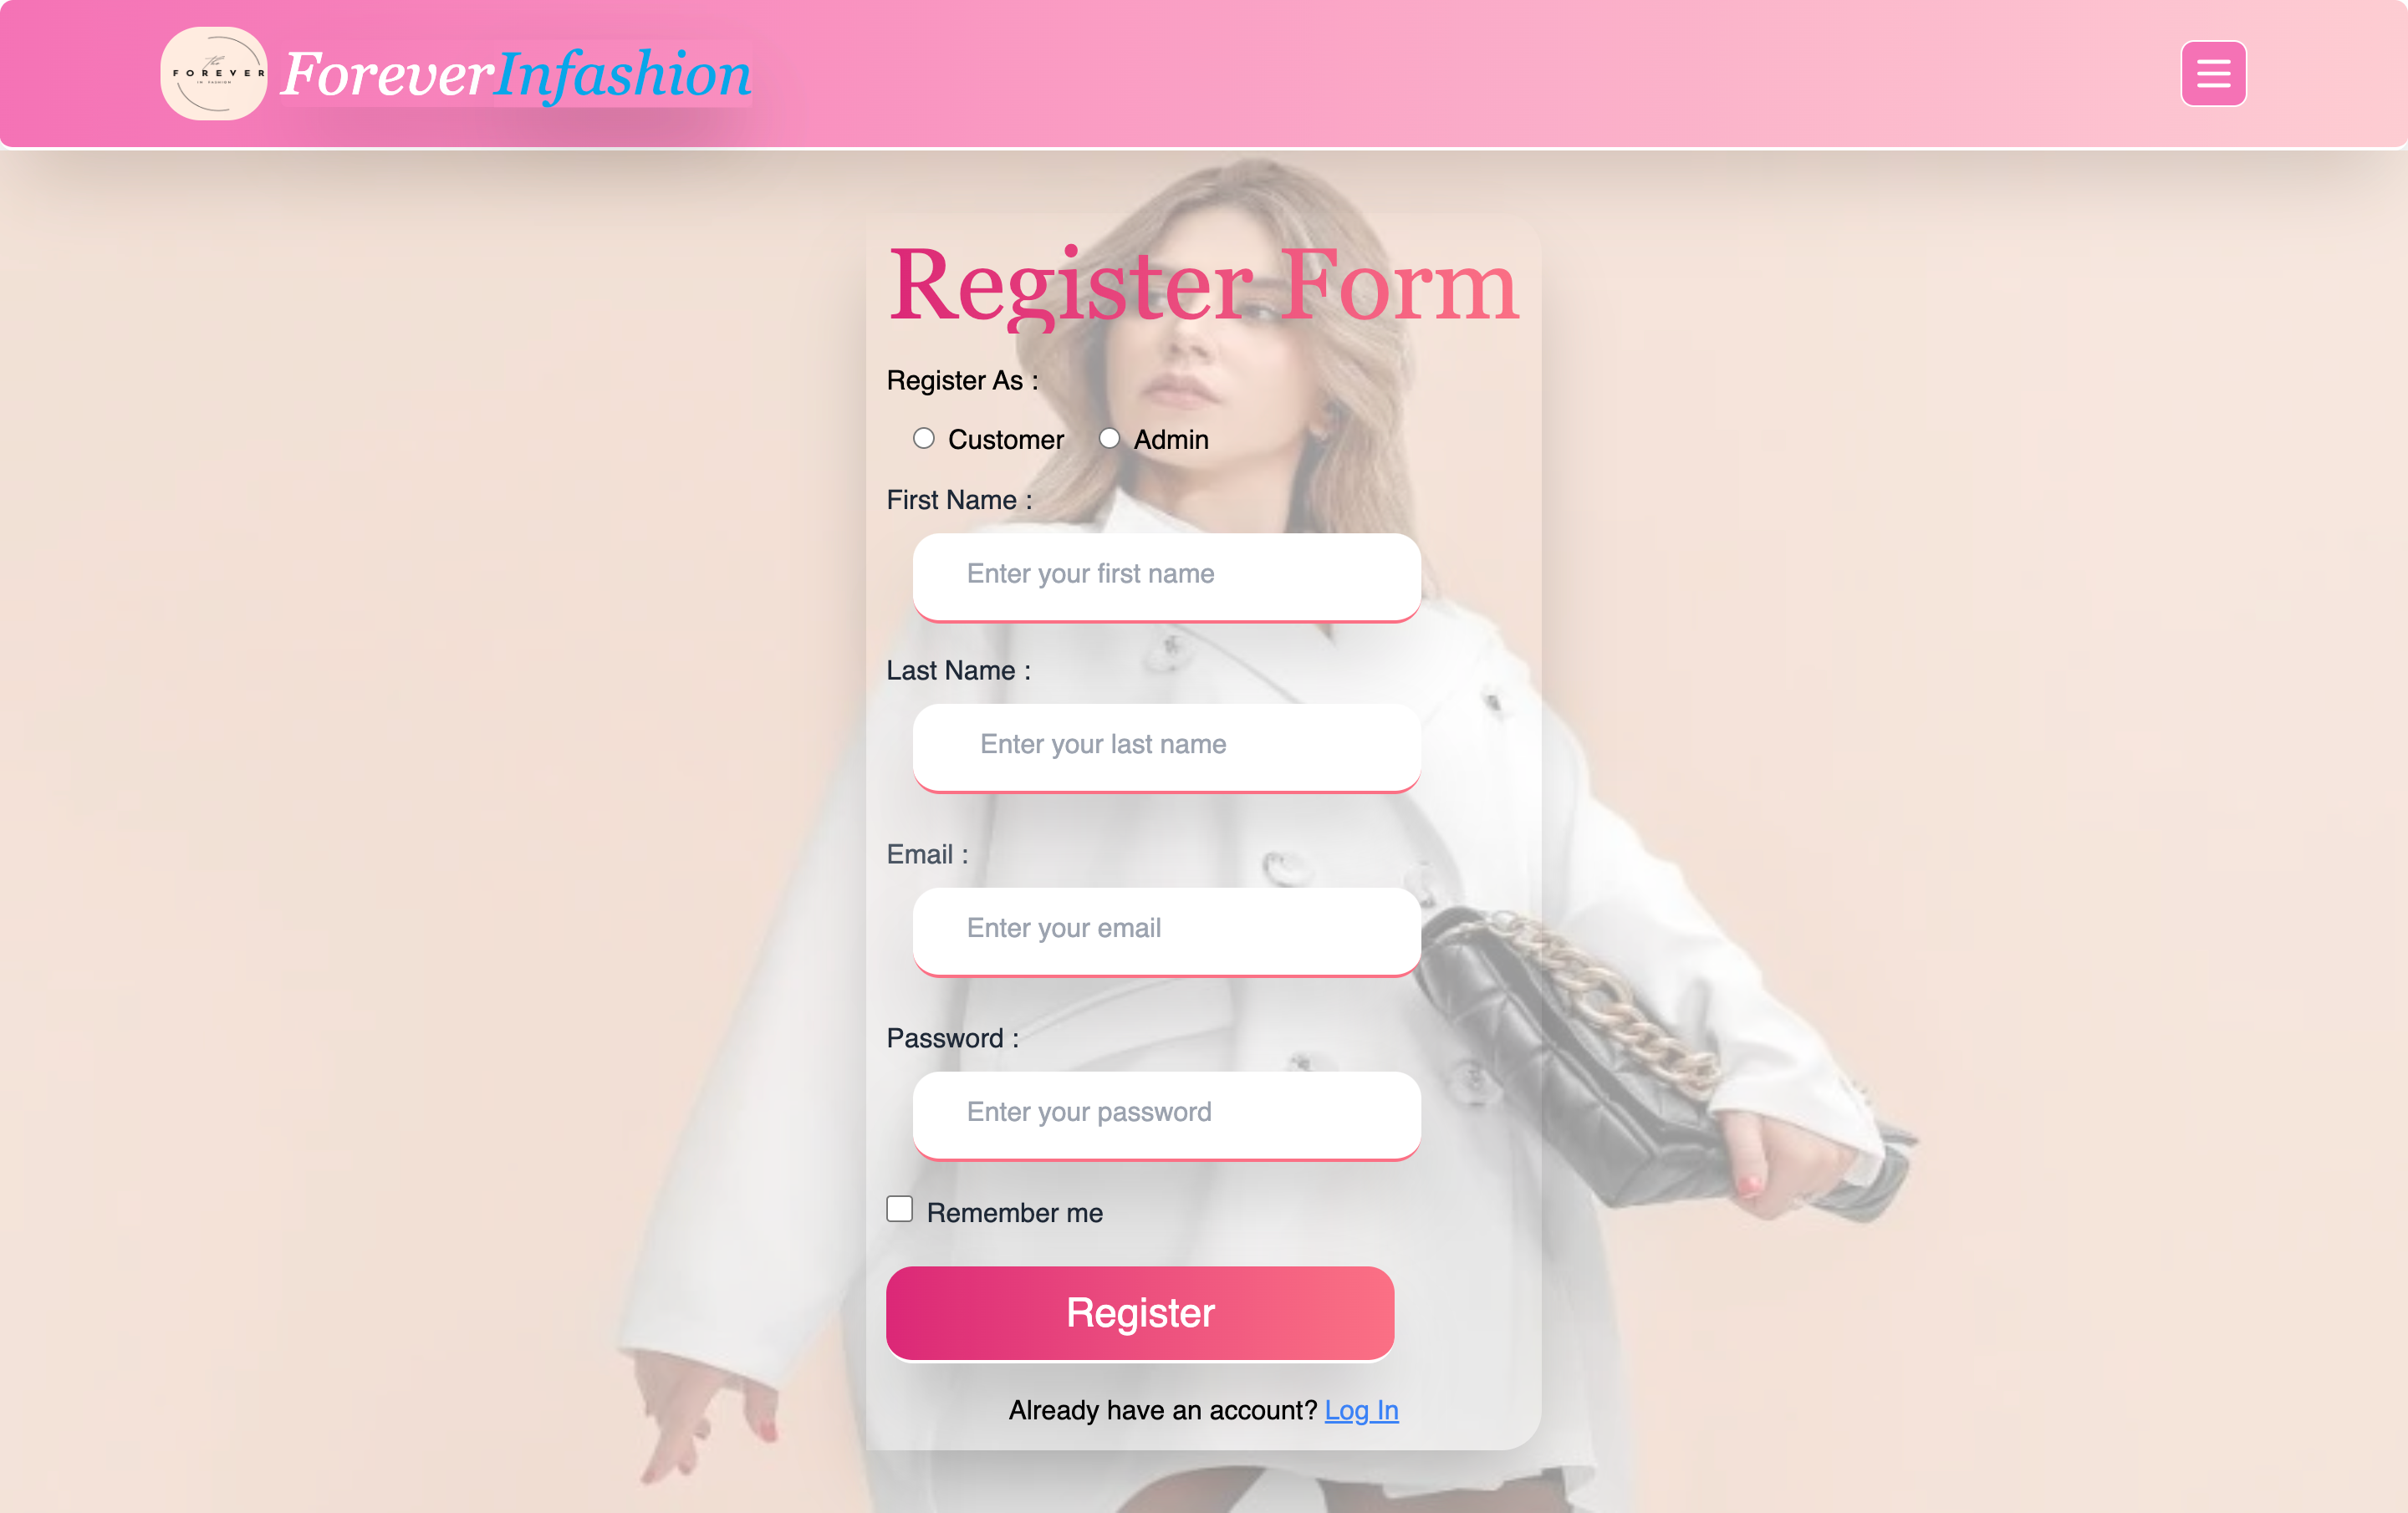 the
FOREVER
IN FASHION
ForeverInfashion
Register Form
Register As :
Customer Admin
First Name :
Enter your first name
Last Name :
Enter your last name
Email :
Enter your email
Password :
Enter your password
Remember me
Register
Already have an account? Log In